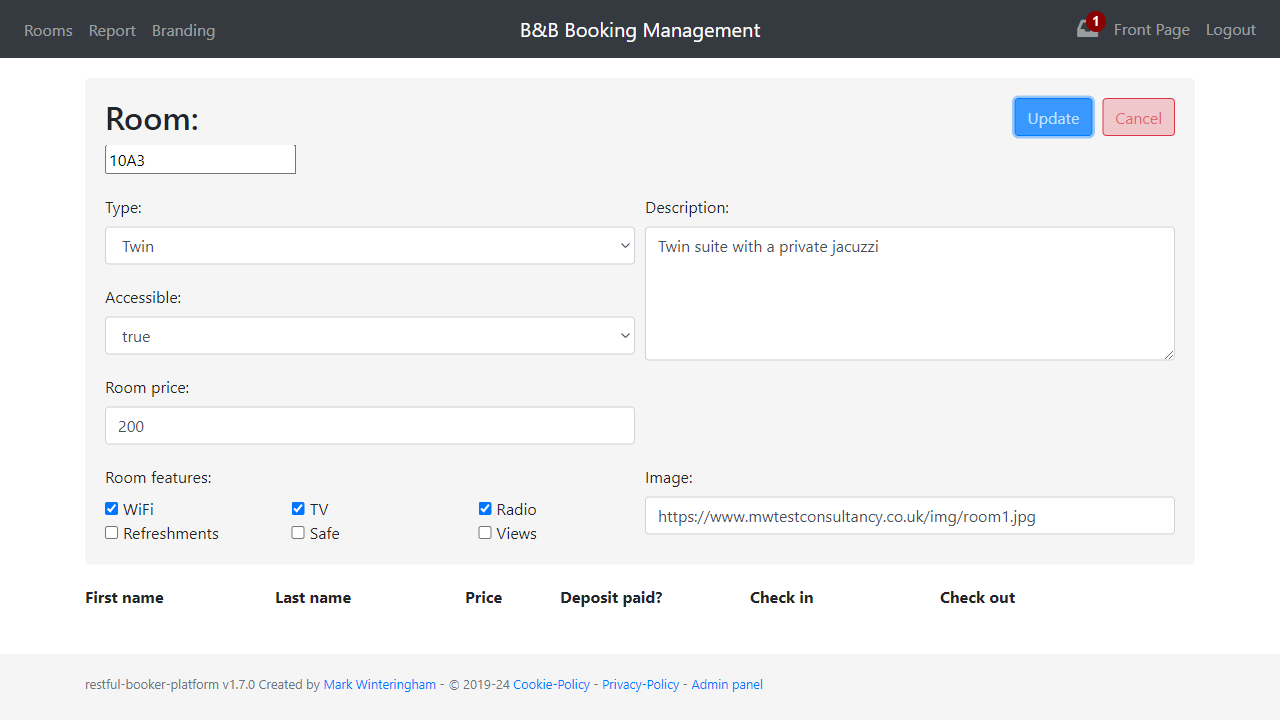 Rooms Report Branding B&B Booking Management 1 Front Page Logout
Room: Update Cancel
10A3
Type: Description:
Twin Twin suite with a private jacuzzi
Accessible:
true
Room price:
200
Room features: Image:
WiFi TV Radio https://www.mwtestconsultancy.co.uk/img/room1.jpg
Refreshments Safe Views
First name Last name Price Deposit paid? Check in Check out
restful-booker-platform v1.7.0 Created by Mark Winteringham - © 2019-24 Cookie-Policy - Privacy-Policy - Admin panel